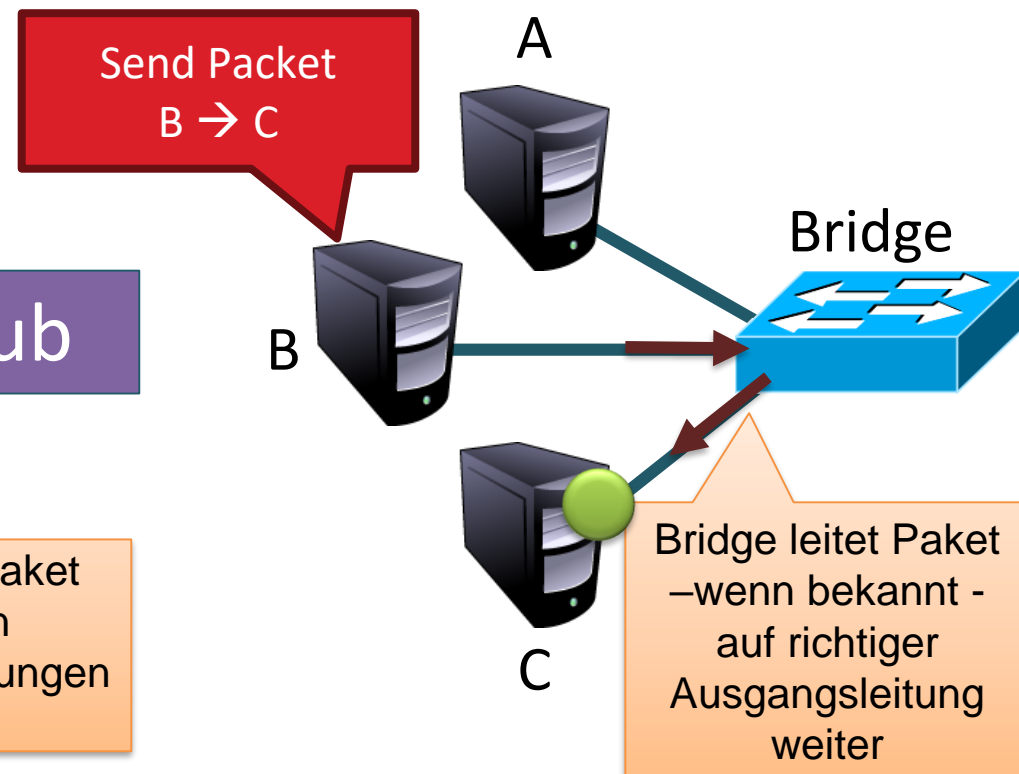 Send Packet
B → C
A
Bridge
ub
B
aket
n
ungen
C
Bridge leitet Paket
–wenn bekannt -
auf richtiger
Ausgangsleitung
weiter